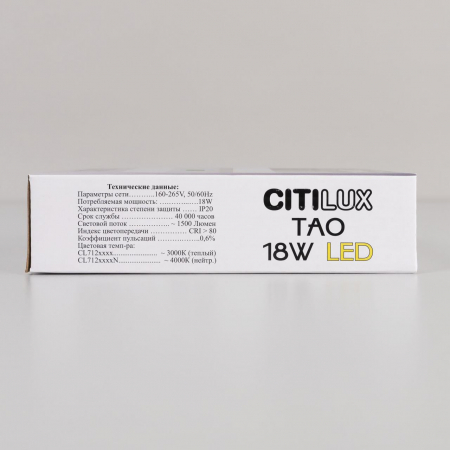 Технические данные:
Параметры сети...........160-265V, 50/60Hz
Потребляемая мощность: ..................18W
Характеристика степени защиты ....... IP20
Срок службы ......................... 40 000 часов
Световой поток ................... ~ 1500 Люмен
Индекс цветопередачи ................ CRI > 80
Коэффициент пульсаций .................. 0,6%
Цветовая темп-ра:
CL712xxxx.................... ~ 3000K (теплый)
CL712xxxxN.................. ~ 4000K (нейтр.)
CITILUX
TAO
18W LED